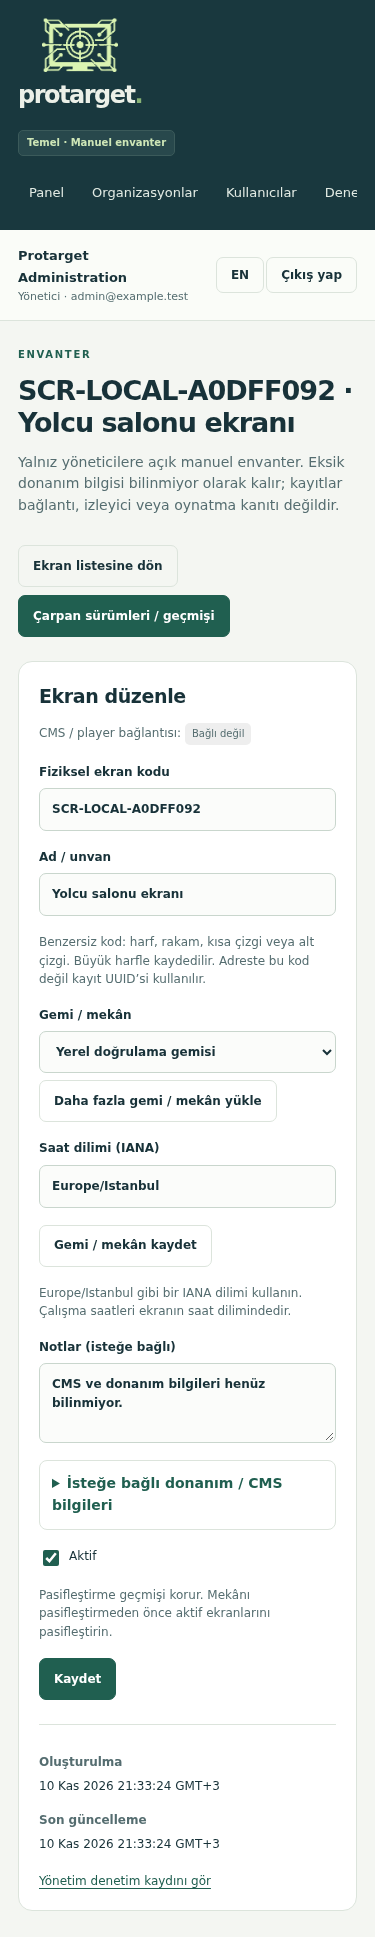 protarget.
Temel · Manuel envanter
Panel Organizasyonlar Kullanıcılar Dene
Protarget
Administration
Yönetici · admin@example.test
EN
Çıkış yap
ENVANTER
SCR-LOCAL-A0DFF092 ·
Yolcu salonu ekranı
Yalnız yöneticilere açık manuel envanter. Eksik
donanım bilgisi bilinmiyor olarak kalır; kayıtlar
bağlantı, izleyici veya oynatma kanıtı değildir.
Ekran listesine dön
Çarpan sürümleri / geçmişi
Ekran düzenle
CMS / player bağlantısı: Bağlı değil
Fiziksel ekran kodu
SCR-LOCAL-A0DFF092
Ad / unvan
Yolcu salonu ekranı
Benzersiz kod: harf, rakam, kısa çizgi veya alt
çizgi. Büyük harfle kaydedilir. Adreste bu kod
değil kayıt UUID’si kullanılır.
Gemi / mekân
Yerel doğrulama gemisi
Daha fazla gemi / mekân yükle
Saat dilimi (IANA)
Europe/Istanbul
Gemi / mekân kaydet
Europe/Istanbul gibi bir IANA dilimi kullanın.
Çalışma saatleri ekranın saat dilimindedir.
Notlar (isteğe bağlı)
CMS ve donanım bilgileri henüz
bilinmiyor.
İsteğe bağlı donanım / CMS
bilgileri
Aktif
Pasifleştirme geçmişi korur. Mekânı
pasifleştirmeden önce aktif ekranlarını
pasifleştirin.
Kaydet
Oluşturulma
10 Kas 2026 21:33:24 GMT+3
Son güncelleme
10 Kas 2026 21:33:24 GMT+3
Yönetim denetim kaydını gör